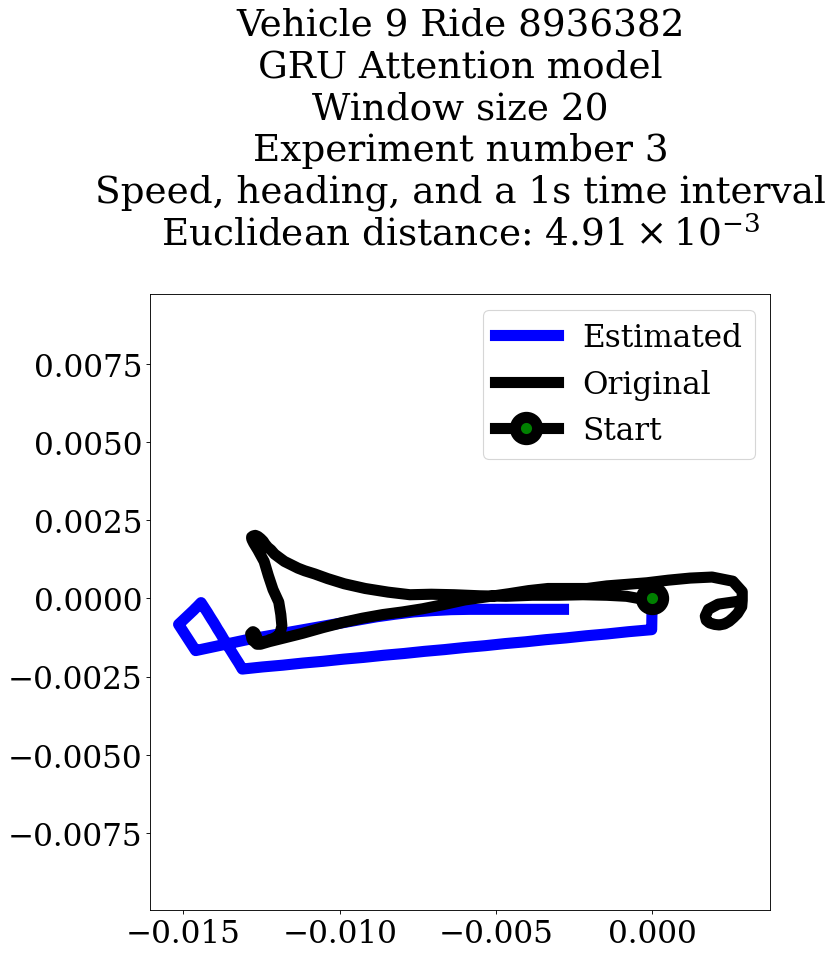 Vehicle 9 Ride 8936382
GRU Attention model
Window size 20
Experiment number 3
Speed, heading, and a 1s time interval
Euclidean distance: 4.91 × 10⁻³
Estimated
Original
Start
0.0075
0.0050
0.0025
0.0000
−0.0025
−0.0050
−0.0075
−0.015 −0.010 −0.005 0.000